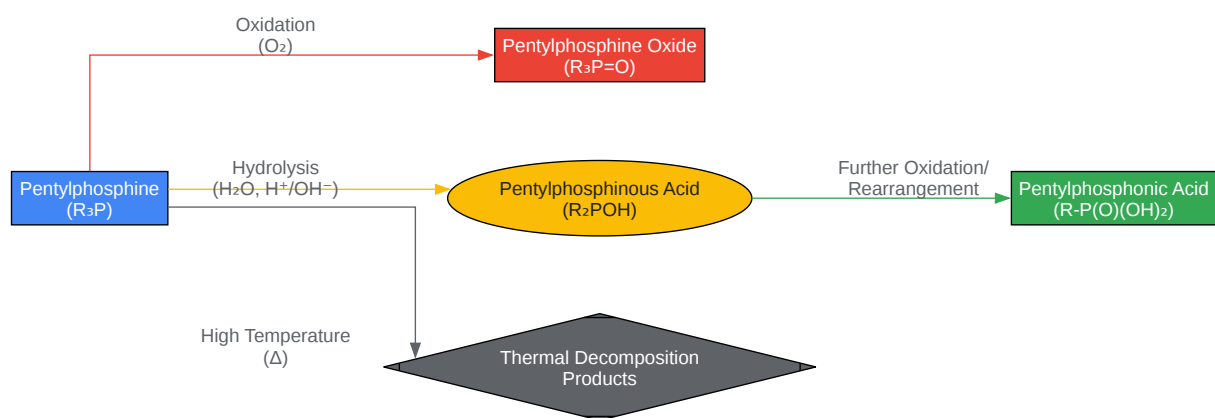 Oxidation
(O₂)
Pentylphosphine Oxide
(R₃P=O)
Pentylphosphine
(R₃P)
Hydrolysis
(H₂O, H⁺/OH⁻)
Pentylphosphinous Acid
(R₂POH)
Further Oxidation/
Rearrangement
Pentylphosphonic Acid
(R-P(O)(OH)₂)
High Temperature
(Δ)
Thermal Decomposition
Products